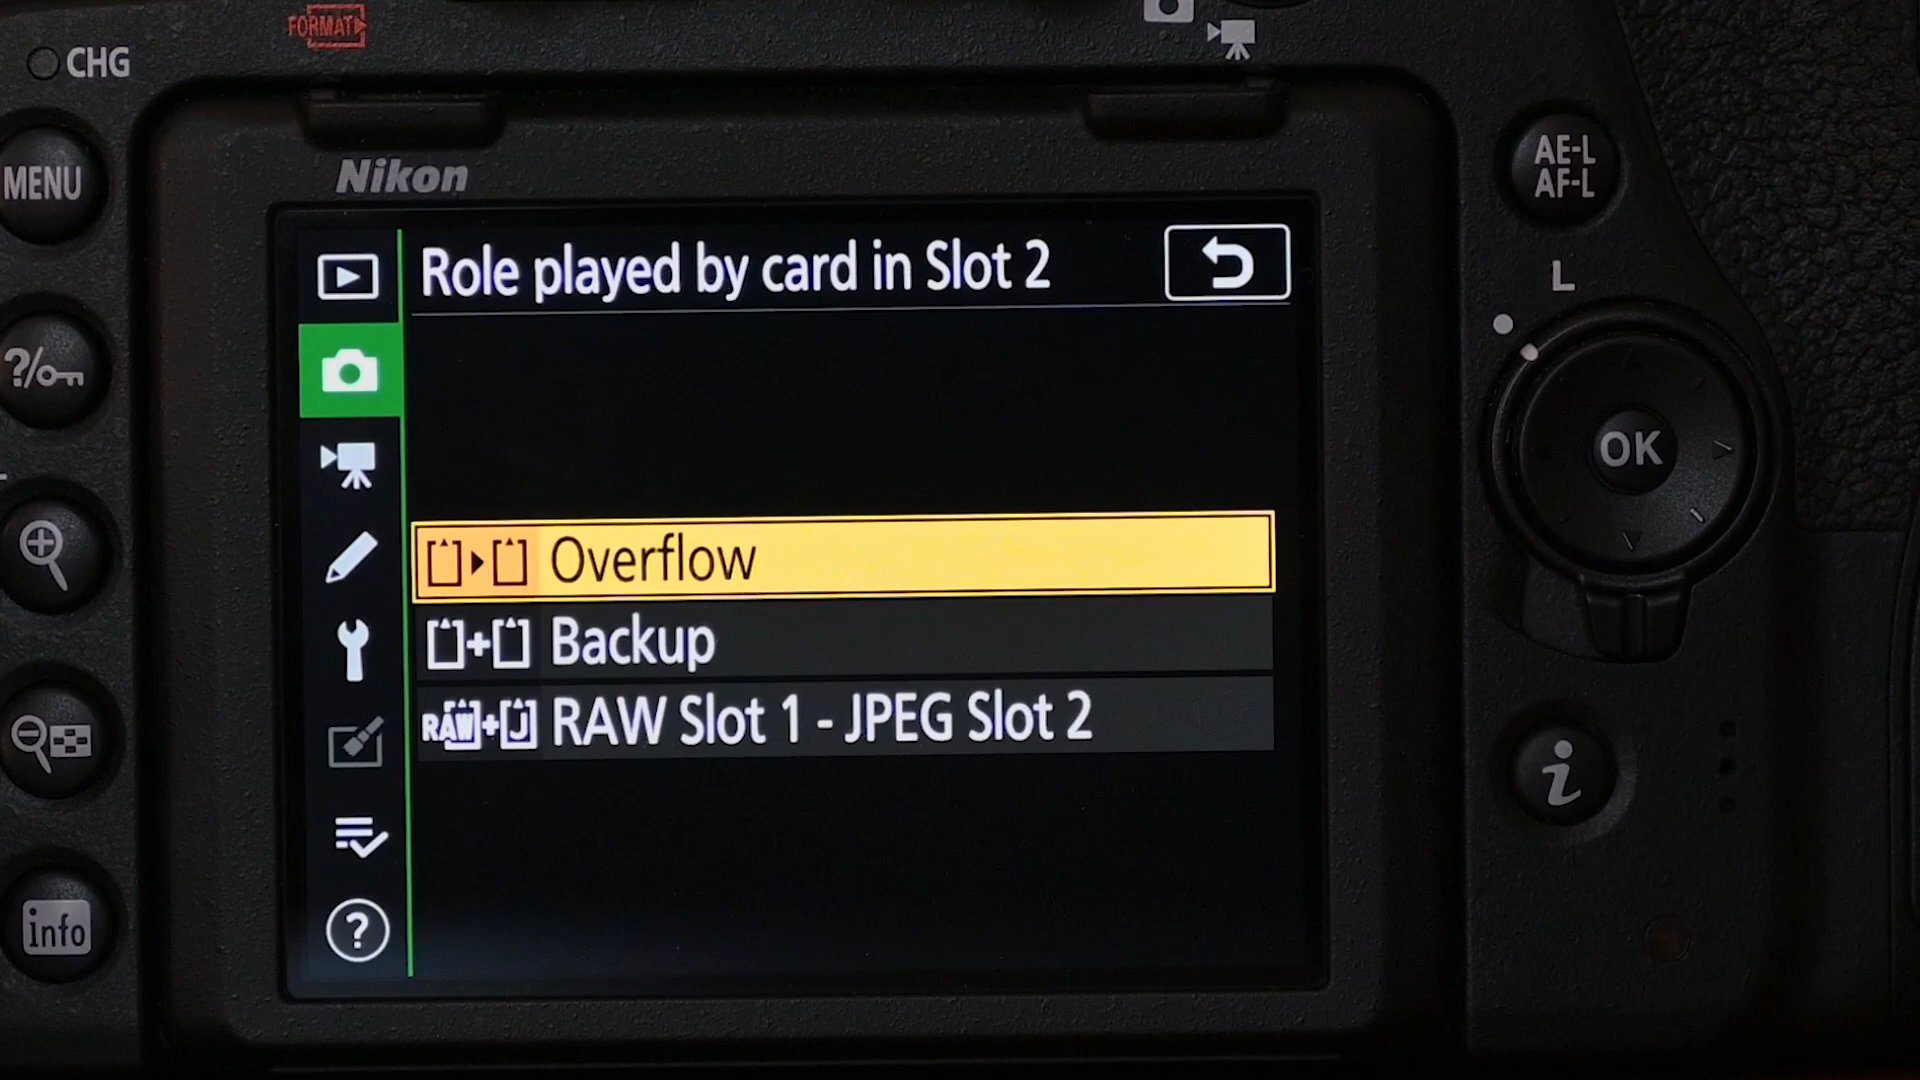 FORMAT
CHG
MENU
Nikon
AE-L
AF-L
Role played by card in Slot 2
L
?/
OK
Overflow
Backup
RAW + J RAW Slot 1 - JPEG Slot 2
i
?
info